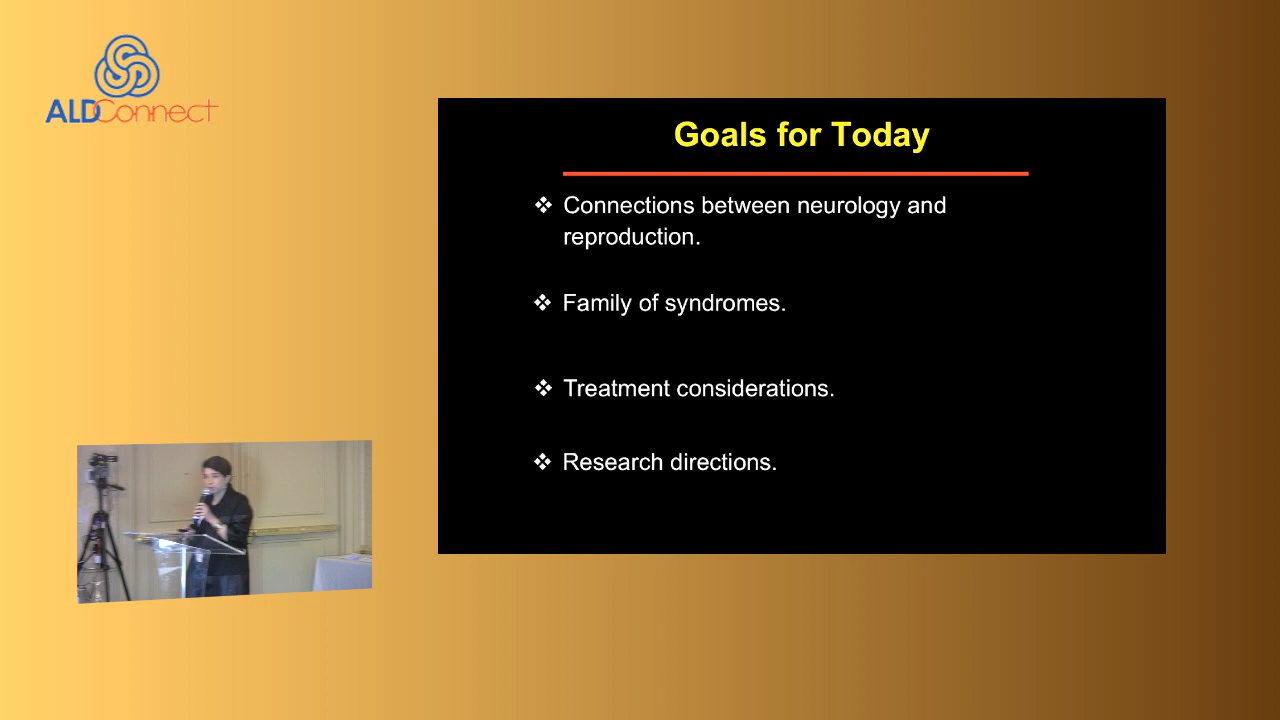 ALDConnect
Goals for Today
❖ Connections between neurology and
reproduction.
❖ Family of syndromes.
❖ Treatment considerations.
❖ Research directions.